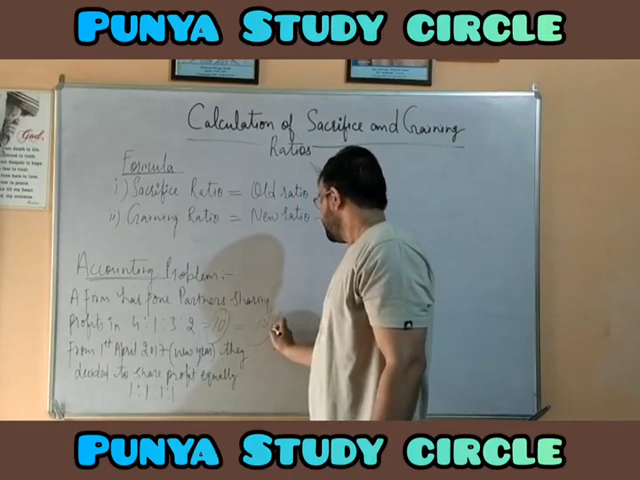 PUNYA STUDY CIRCLE
Calculation of Sacrifice and Gaining
Ratios
God
Formula
i) Sacrifice Ratio = Old ratio
ii) Gaining Ratio = New ratio -
Accounting Problem:-
A firm has four Partners sharing
profits in 4:1:3:2 = 10 =
from 1st April 2017 (new year) they
decided to share profit equally
1:1:1:1
PUNYA STUDY CIRCLE